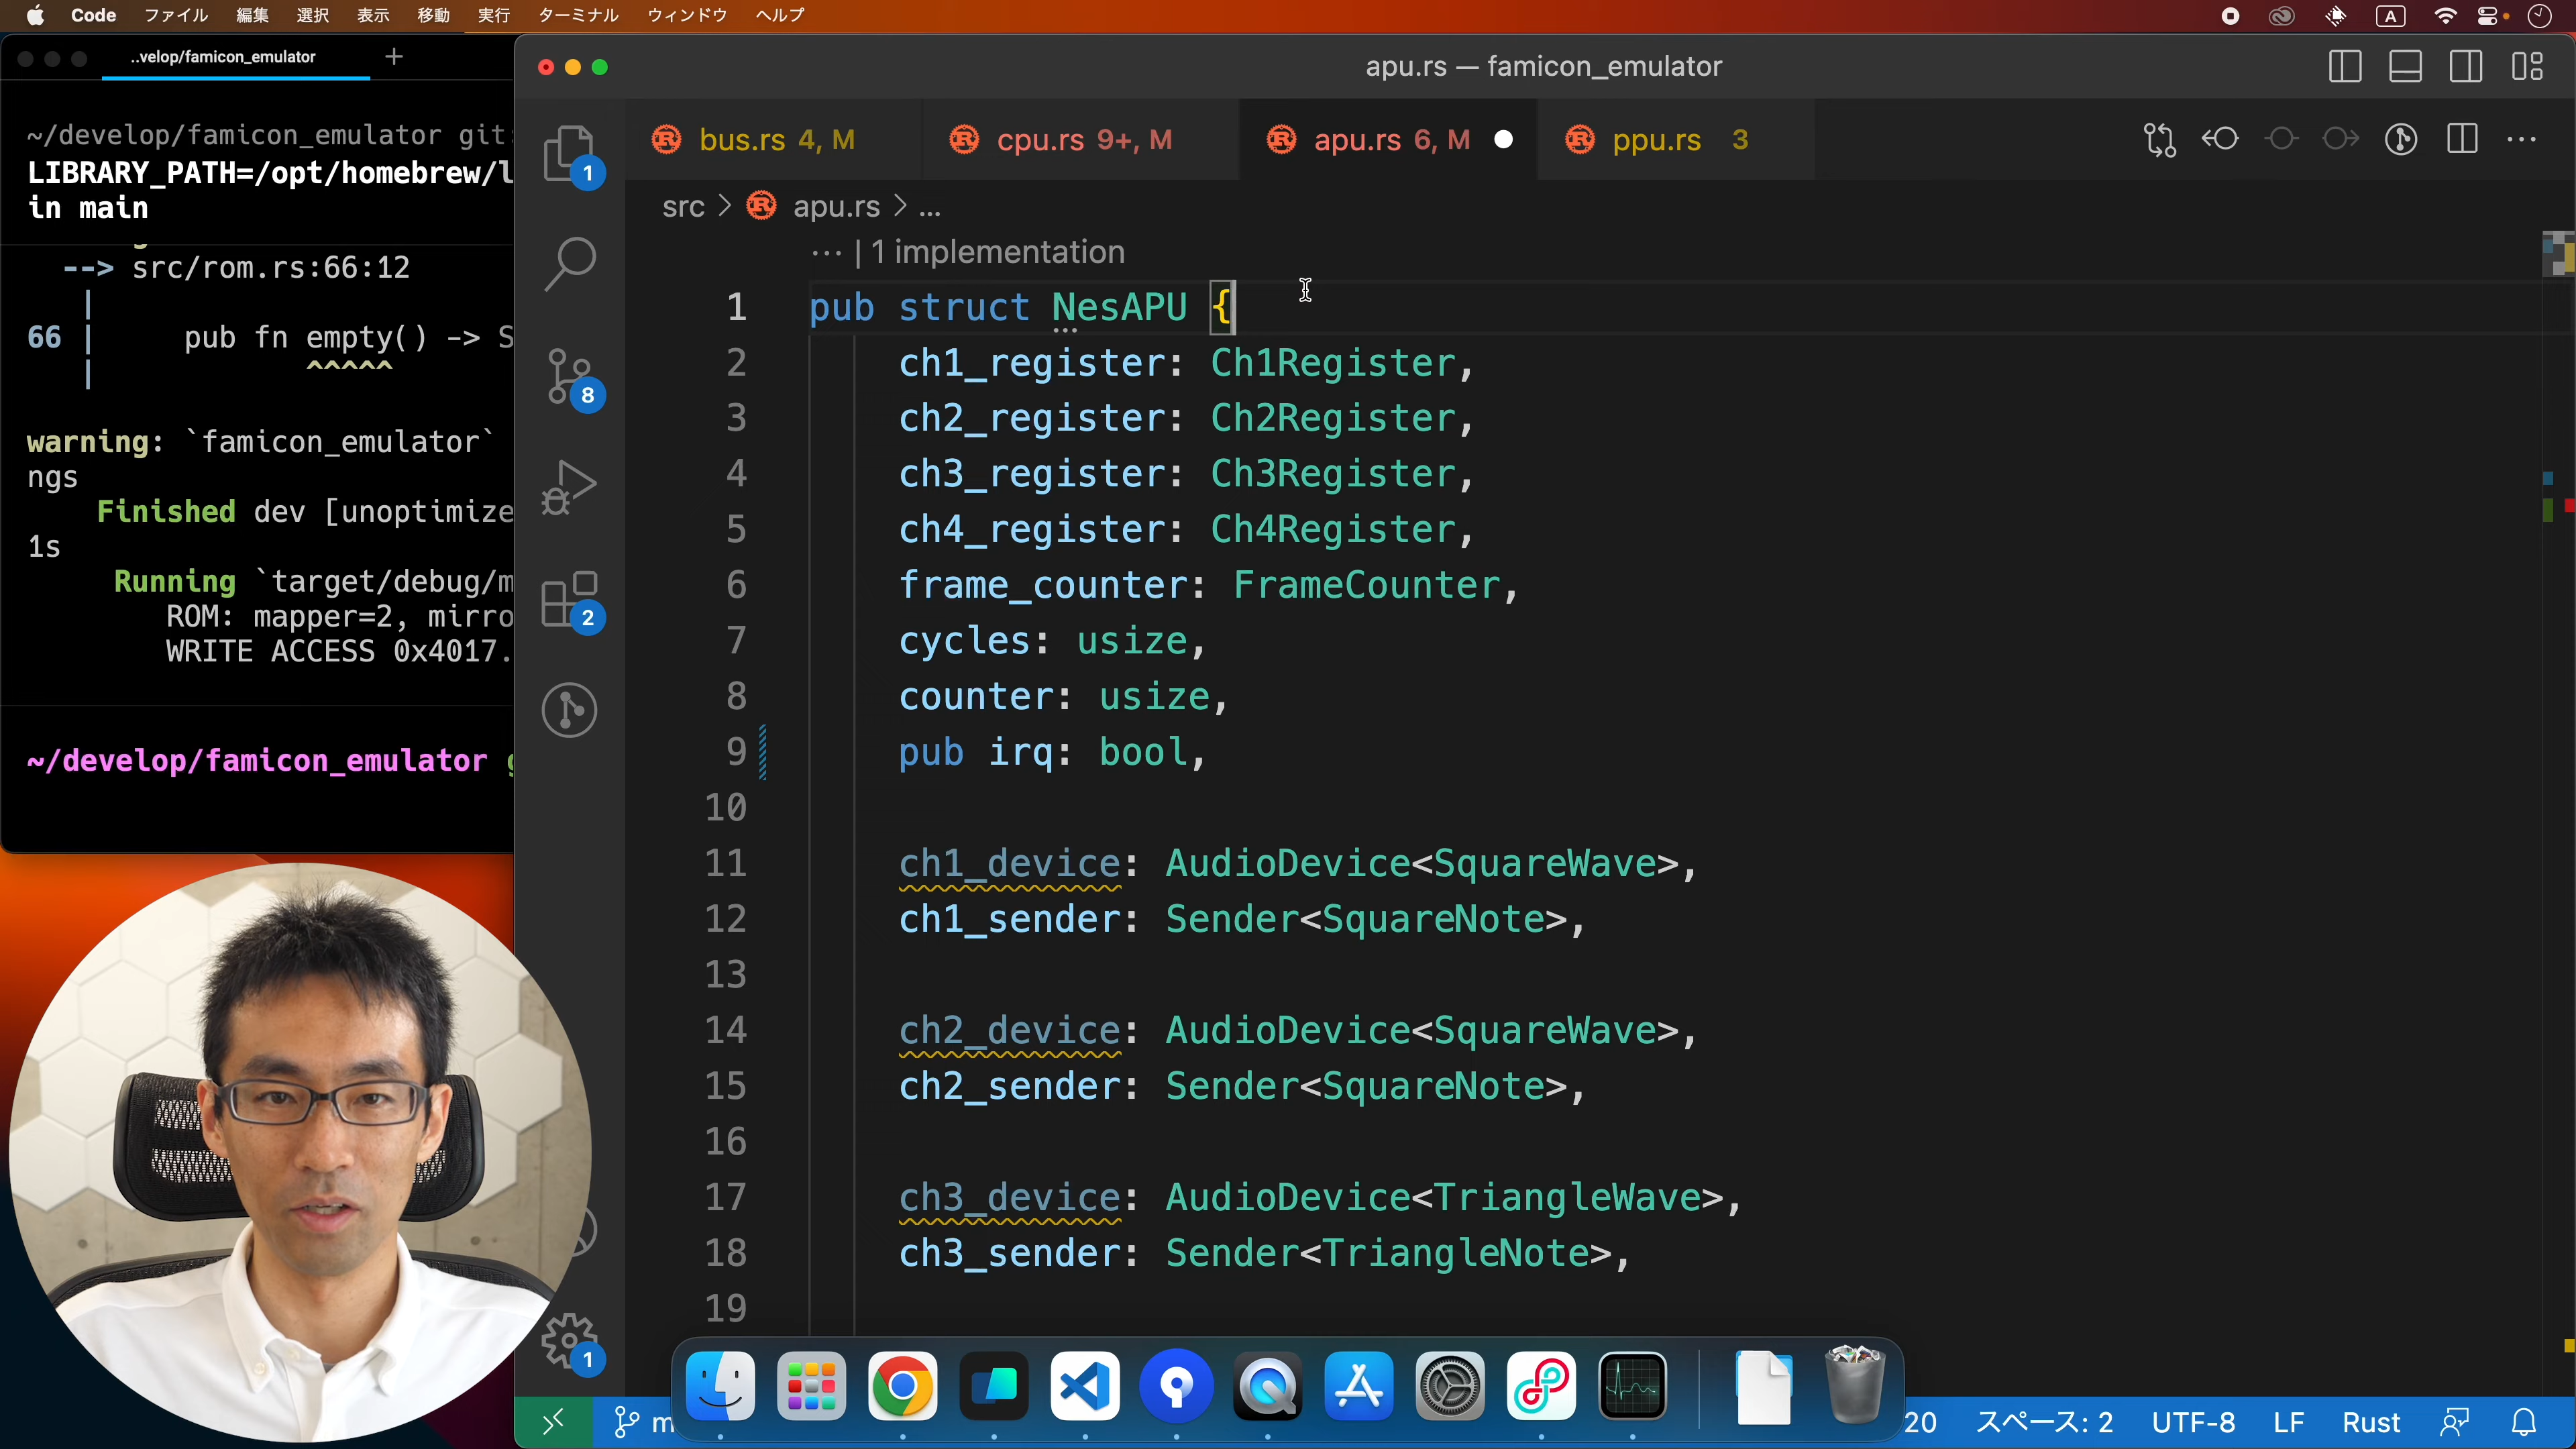 Code ファイル 編集 選択 表示 移動 実行 ターミナル ウィンドウ ヘルプ
A
..velop/famicon_emulator
~/develop/famicon_emulator git:
LIBRARY_PATH=/opt/homebrew/l
in main
--> src/rom.rs:66:12
|
66 | pub fn empty() -> S
| ^^^^^
warning: `famicon_emulator`
ngs
Finished dev [unoptimize
1s
Running `target/debug/m
ROM: mapper=2, mirro
WRITE ACCESS 0x4017.
~/develop/famicon_emulator g
apu.rs — famicon_emulator
bus.rs 4, M
cpu.rs 9+, M
apu.rs 6, M
ppu.rs 3
src > apu.rs > ...
1
8
2
1
... | 1 implementation
1 pub struct NesAPU {
2 ch1_register: Ch1Register,
3 ch2_register: Ch2Register,
4 ch3_register: Ch3Register,
5 ch4_register: Ch4Register,
6 frame_counter: FrameCounter,
7 cycles: usize,
8 counter: usize,
9 pub irq: bool,
10
11 ch1_device: AudioDevice<SquareWave>,
12 ch1_sender: Sender<SquareNote>,
13
14 ch2_device: AudioDevice<SquareWave>,
15 ch2_sender: Sender<SquareNote>,
16
17 ch3_device: AudioDevice<TriangleWave>,
18 ch3_sender: Sender<TriangleNote>,
19
m
20 スペース: 2 UTF-8 LF Rust